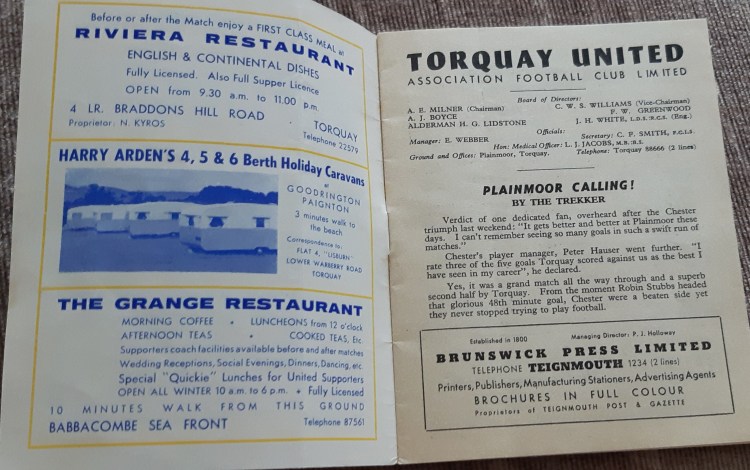 Before or after the Match enjoy a FIRST CLASS MEAL at
RIVIERA RESTAURANT
ENGLISH & CONTINENTAL DISHES
Fully Licensed. Also Full Supper Licence
OPEN from 9.30 a.m. to 11.00 p.m.
4 LR. BRADDONS HILL ROAD · TORQUAY
Proprietor: N. KYROS
Telephone 22579
HARRY ARDEN'S 4, 5 & 6 Berth Holiday Caravans
at
GOODRINGTON
PAIGNTON
3 minutes walk to
the beach
Correspondence to:
FLAT 4, "LISBURN"
LOWER WARBERRY ROAD
TORQUAY
THE GRANGE RESTAURANT
MORNING COFFEE · LUNCHEONS from 12 o'clock
AFTERNOON TEAS · COOKED TEAS, Etc.
Supporters coach facilities available before and after matches
Wedding Receptions, Social Evenings, Dinners, Dancing, etc.
Special "Quickie" Lunches for United Supporters
OPEN ALL WINTER 10 a.m. to 6 p.m. · Fully Licensed
10 MINUTES WALK FROM THIS GROUND
BABBACOMBE SEA FRONT Telephone 87561
TORQUAY UNITED
ASSOCIATION FOOTBALL CLUB LIMITED
Board of Directors:
A. E. MILNER (Chairman) C. W. S. WILLIAMS (Vice-Chairman)
A. J. BOYCE F. W. GREENWOOD
ALDERMAN H. G. LIDSTONE J. H. WHITE, L.D.S.:R.C.S. (Eng.)
Officials:
Manager: E. WEBBER Secretary: C. F. SMITH, F.C.I.S.
Hon: Medical Officer: L. J. JACOBS, M.B.:B.S.
Ground and Offices: Plainmoor, Torquay. Telephone: Torquay 88666 (2 lines)
PLAINMOOR CALLING!
BY THE TREKKER
Verdict of one dedicated fan, overheard after the Chester
triumph last weekend: "It gets better and better at Plainmoor these
days. I can't remember seeing so many goals in such a swift run of
matches."
Chester's player manager, Peter Hauser went further. "I
rate three of the five goals Torquay scored against us as the best I
have seen in my career", he declared.
Yes, it was a grand match all the way through and a superb
second half by Torquay. From the moment Robin Stubbs headed
that glorious 48th minute goal, Chester were a beaten side yet
they never stopped trying to play football.
Established in 1800 Managing Director: P. J. Holloway
BRUNSWICK PRESS LIMITED
TELEPHONE TEIGNMOUTH 1234 (2 lines)
Printers, Publishers, Manufacturing Stationers, Advertising Agents
BROCHURES IN FULL COLOUR
Proprietors of TEIGNMOUTH POST & GAZETTE